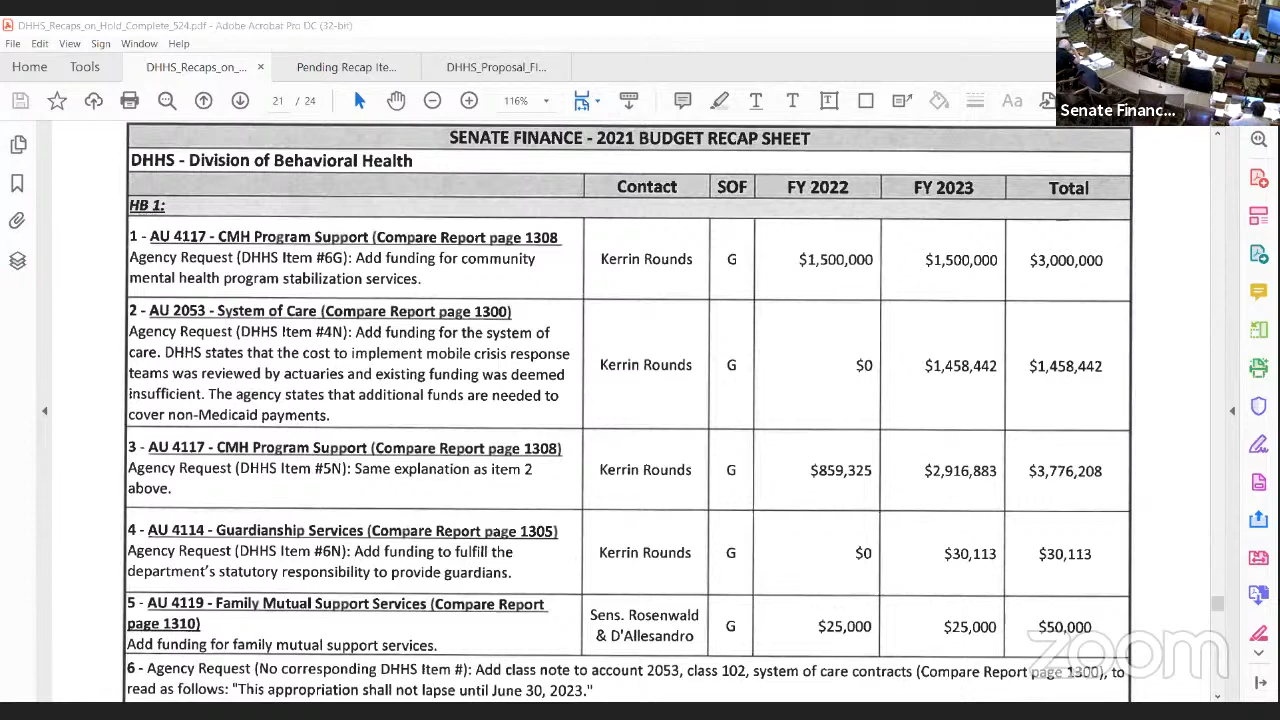 DHHS_Recaps_on_Hold_Complete_524.pdf - Adobe Acrobat Pro DC (32-bit)
File Edit View Sign Window Help
Home Tools DHHS_Recaps_on_... × Pending Recap Ite... DHHS_Proposal_Fl...
21 / 24 116%
Senate Financ...
SENATE FINANCE - 2021 BUDGET RECAP SHEET
DHHS - Division of Behavioral Health
Contact SOF FY 2022 FY 2023 Total
HB 1:
1 - AU 4117 - CMH Program Support (Compare Report page 1308
Agency Request (DHHS Item #6G): Add funding for community
mental health program stabilization services.
Kerrin Rounds G $1,500,000 $1,500,000 $3,000,000
2 - AU 2053 - System of Care (Compare Report page 1300)
Agency Request (DHHS Item #4N): Add funding for the system of
care. DHHS states that the cost to implement mobile crisis response
teams was reviewed by actuaries and existing funding was deemed
insufficient. The agency states that additional funds are needed to
cover non-Medicaid payments.
Kerrin Rounds G $0 $1,458,442 $1,458,442
3 - AU 4117 - CMH Program Support (Compare Report page 1308)
Agency Request (DHHS Item #5N): Same explanation as item 2
above.
Kerrin Rounds G $859,325 $2,916,883 $3,776,208
4 - AU 4114 - Guardianship Services (Compare Report page 1305)
Agency Request (DHHS Item #6N): Add funding to fulfill the
department's statutory responsibility to provide guardians.
Kerrin Rounds G $0 $30,113 $30,113
5 - AU 4119 - Family Mutual Support Services (Compare Report
page 1310)
Add funding for family mutual support services.
Sens. Rosenwald
& D'Allesandro
G $25,000 $25,000 $50,000
6 - Agency Request (No corresponding DHHS Item #): Add class note to account 2053, class 102, system of care contracts (Compare Report page 1300), to
read as follows: "This appropriation shall not lapse until June 30, 2023."
zoom